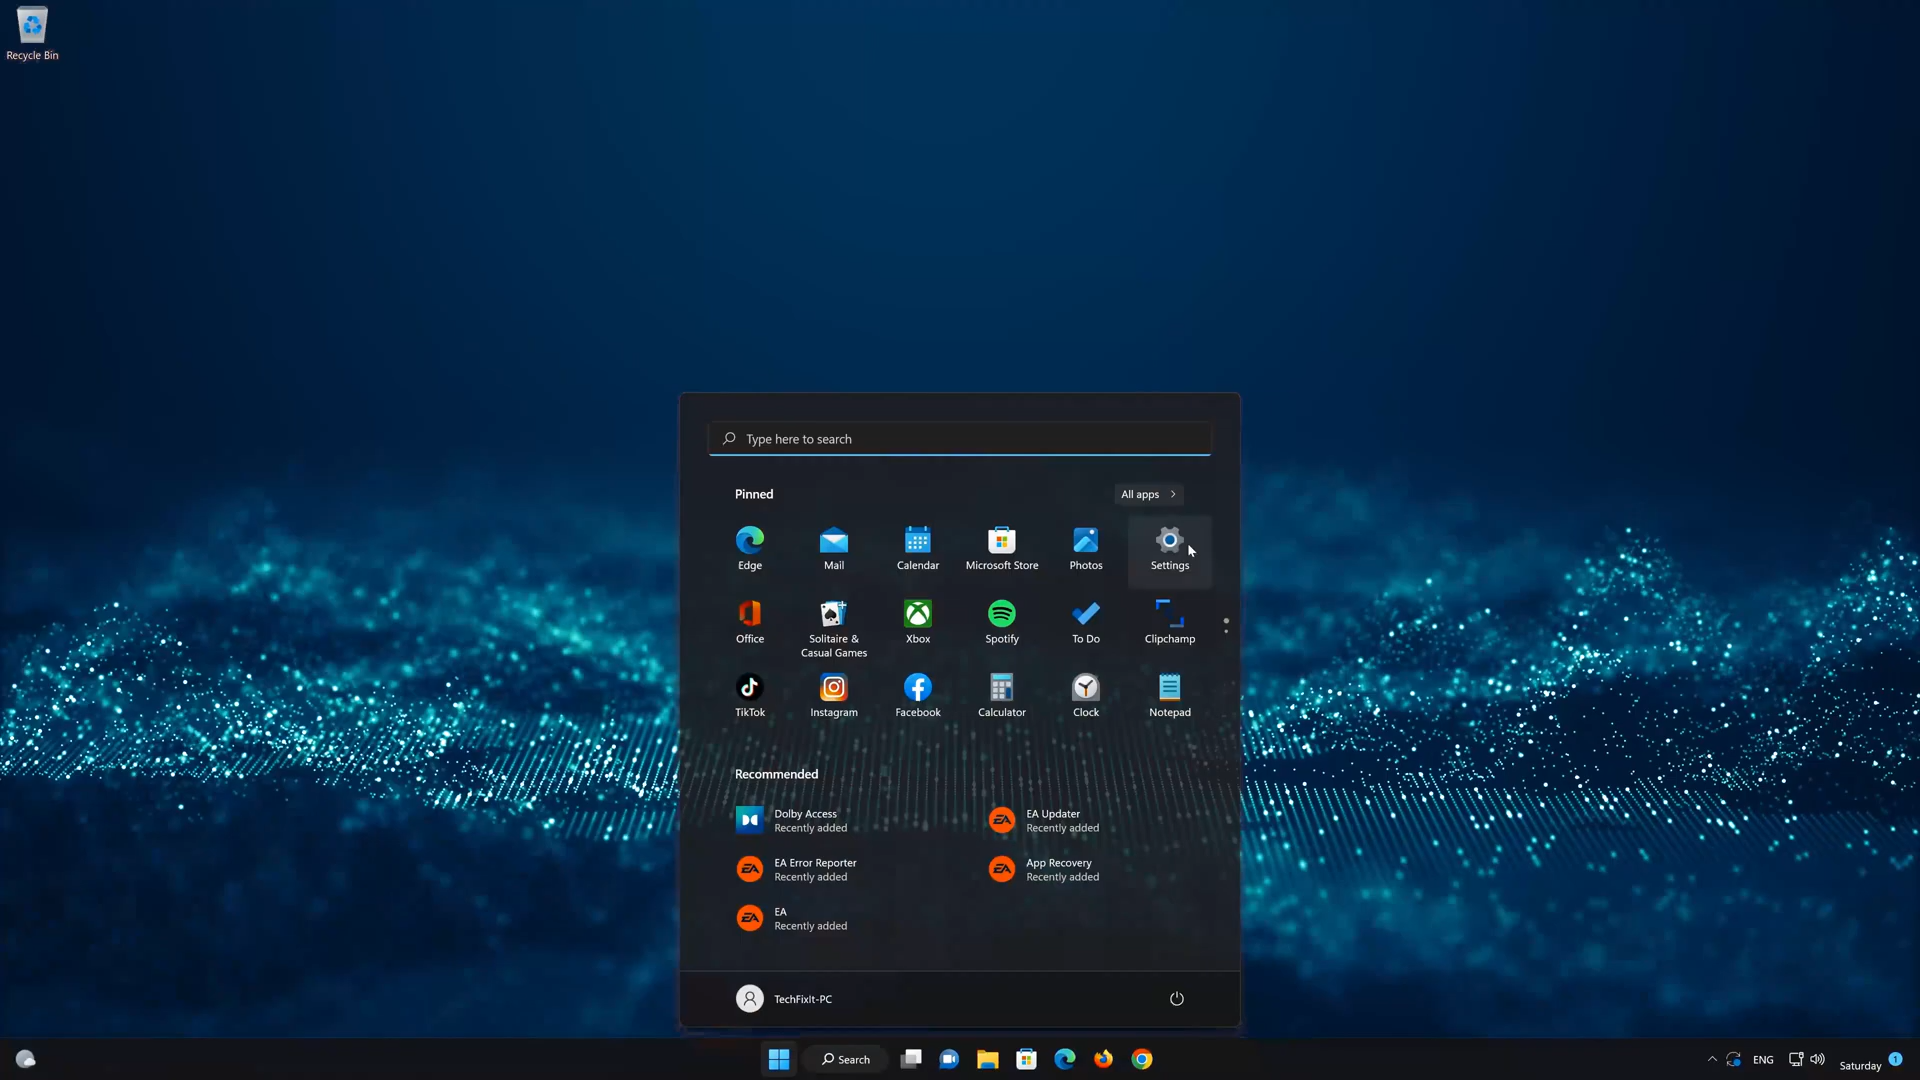 Recycle Bin
Type here to search
Pinned
All apps
Edge
Mail
Calendar
Microsoft Store
Photos
Settings
Office
Solitaire &
Casual Games
Xbox
Spotify
To Do
Clipchamp
TikTok
Instagram
Facebook
Calculator
Clock
Notepad
Recommended
Dolby Access
Recently added
EA Updater
Recently added
EA Error Reporter
Recently added
App Recovery
Recently added
EA
Recently added
TechFixIt-PC
Search
ENG
Saturday
1